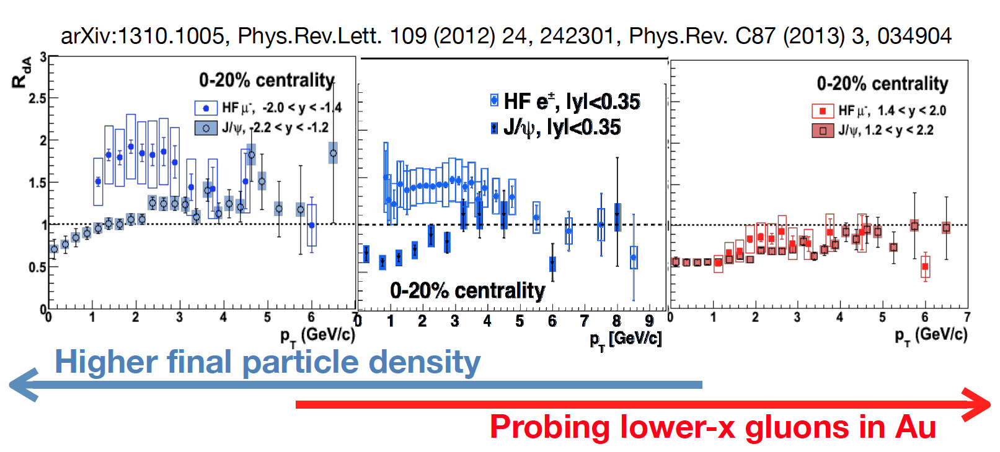 arXiv:1310.1005, Phys.Rev.Lett. 109 (2012) 24, 242301, Phys.Rev. C87 (2013) 3, 034904
R_dA
3
2.5
2
1.5
1
0.5
0
0-20% centrality
HF μ⁻, -2.0 < y < -1.4
J/ψ, -2.2 < y < -1.2
0 1 2 3 4 5 6 7
p_T (GeV/c)
HF e±, |y|<0.35
J/ψ, |y|<0.35
0-20% centrality
0 1 2 3 4 5 6 7 8 9
p_T [GeV/c]
0-20% centrality
HF μ⁻, 1.4 < y < 2.0
J/ψ, 1.2 < y < 2.2
0 1 2 3 4 5 6 7
p_T (GeV/c)
Higher final particle density
Probing lower-x gluons in Au